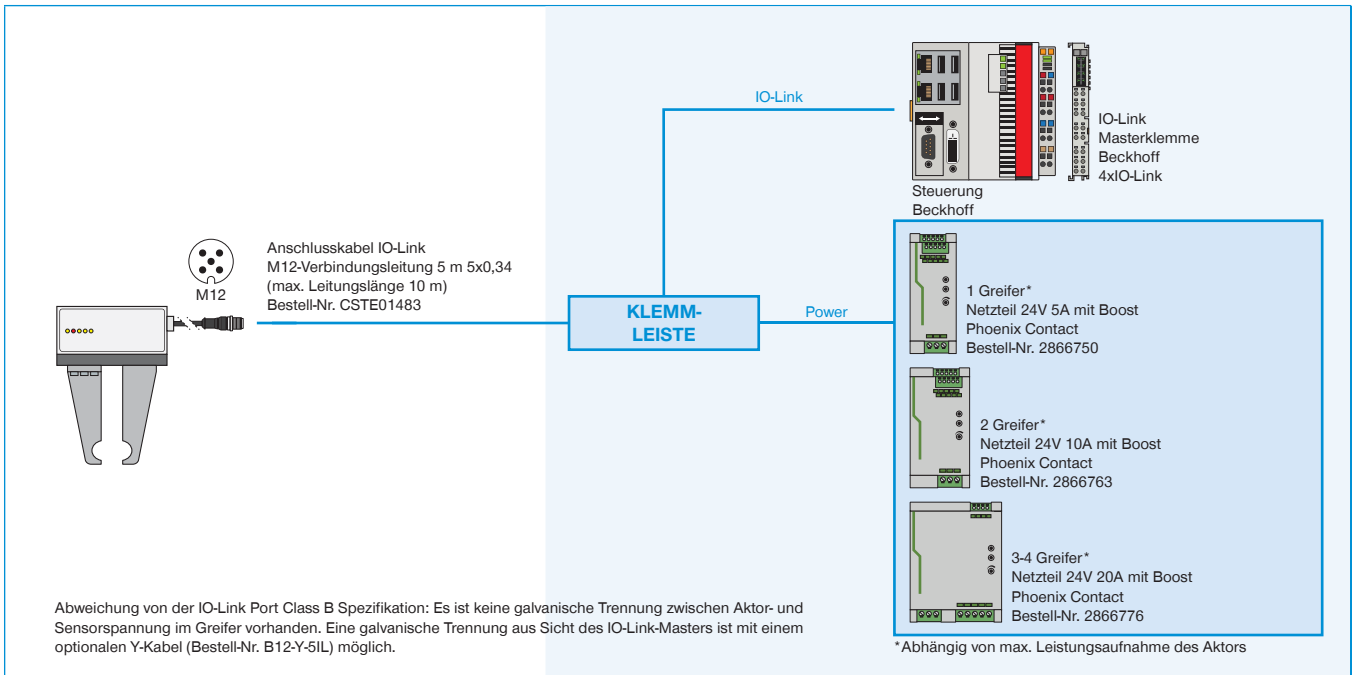 IO-Link
IO-Link
Masterklemme
Beckhoff
4xIO-Link
Steuerung
Beckhoff
M12
Anschlusskabel IO-Link
M12-Verbindungsleitung 5 m 5x0,34
(max. Leitungslänge 10 m)
Bestell-Nr. CSTE01483
KLEMM-
LEISTE
Power
1 Greifer*
Netzteil 24V 5A mit Boost
Phoenix Contact
Bestell-Nr. 2866750
2 Greifer*
Netzteil 24V 10A mit Boost
Phoenix Contact
Bestell-Nr. 2866763
3-4 Greifer*
Netzteil 24V 20A mit Boost
Phoenix Contact
Bestell-Nr. 2866776
Abweichung von der IO-Link Port Class B Spezifikation: Es ist keine galvanische Trennung zwischen Aktor- und
Sensorspannung im Greifer vorhanden. Eine galvanische Trennung aus Sicht des IO-Link-Masters ist mit einem
optionalen Y-Kabel (Bestell-Nr. B12-Y-5IL) möglich.
*Abhängig von max. Leistungsaufnahme des Aktors